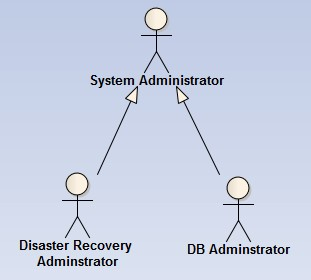 System Administrator
Disaster Recovery
Adminstrator
DB Adminstrator